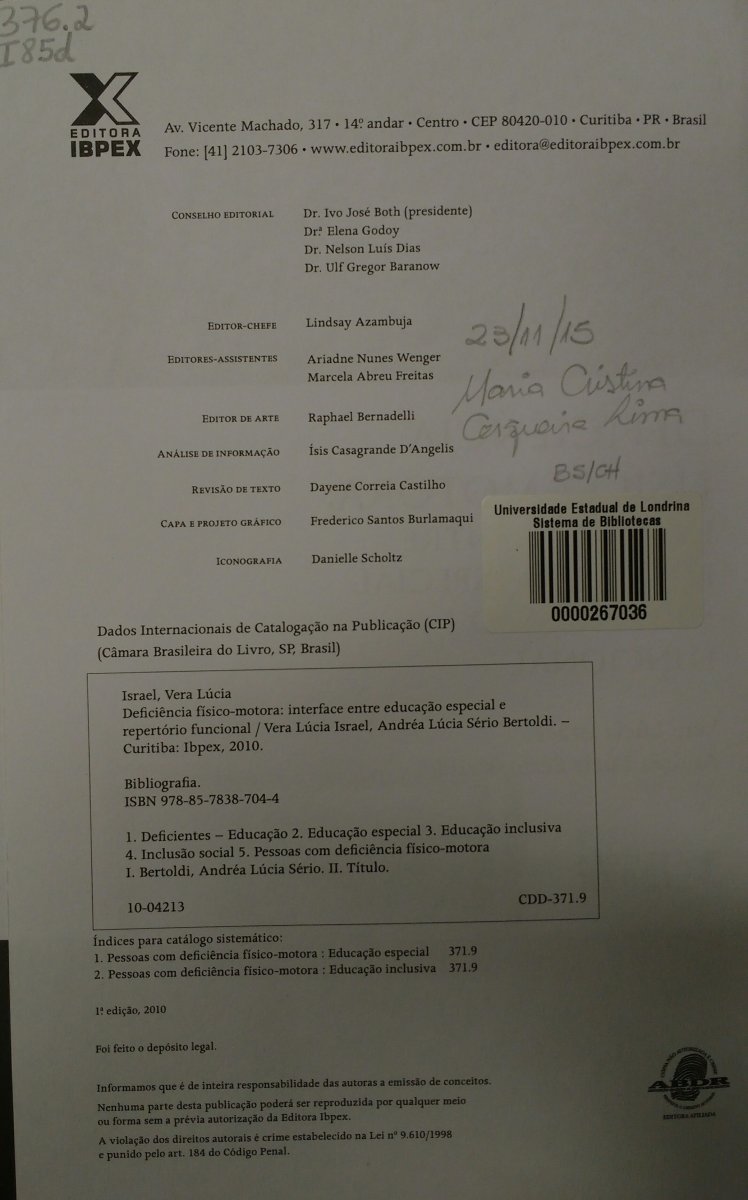 376.2
I85d
EDITORA
IBPEX
Av. Vicente Machado, 317 • 14º andar • Centro • CEP 80420-010 • Curitiba • PR • Brasil
Fone: [41] 2103-7306 • www.editoraibpex.com.br • editora@editoraibpex.com.br
CONSELHO EDITORIAL Dr. Ivo José Both (presidente)
Drª Elena Godoy
Dr. Nelson Luís Dias
Dr. Ulf Gregor Baranow
EDITOR-CHEFE Lindsay Azambuja
EDITORES-ASSISTENTES Ariadne Nunes Wenger
Marcela Abreu Freitas
EDITOR DE ARTE Raphael Bernadelli
ANÁLISE DE INFORMAÇÃO Ísis Casagrande D'Angelis
REVISÃO DE TEXTO Dayene Correia Castilho
CAPA E PROJETO GRÁFICO Frederico Santos Burlamaqui
ICONOGRAFIA Danielle Scholtz
23/11/15
Maria Cristina
Cerqueira Lima
BS/CH
Universidade Estadual de Londrina
Sistema de Bibliotecas
0000267036
Dados Internacionais de Catalogação na Publicação (CIP)
(Câmara Brasileira do Livro, SP, Brasil)
Israel, Vera Lúcia
Deficiência físico-motora: interface entre educação especial e
repertório funcional / Vera Lúcia Israel, Andréa Lúcia Sério Bertoldi. –
Curitiba: Ibpex, 2010.
Bibliografia.
ISBN 978-85-7838-704-4
1. Deficientes – Educação 2. Educação especial 3. Educação inclusiva
4. Inclusão social 5. Pessoas com deficiência físico-motora
I. Bertoldi, Andréa Lúcia Sério. II. Título.
10-04213 CDD-371.9
Índices para catálogo sistemático:
1. Pessoas com deficiência físico-motora : Educação especial 371.9
2. Pessoas com deficiência físico-motora : Educação inclusiva 371.9
1ª edição, 2010
Foi feito o depósito legal.
Informamos que é de inteira responsabilidade das autoras a emissão de conceitos.
Nenhuma parte desta publicação poderá ser reproduzida por qualquer meio
ou forma sem a prévia autorização da Editora Ibpex.
A violação dos direitos autorais é crime estabelecido na Lei nº 9.610/1998
e punido pelo art. 184 do Código Penal.
ABDR
EDITORA AFILIADA